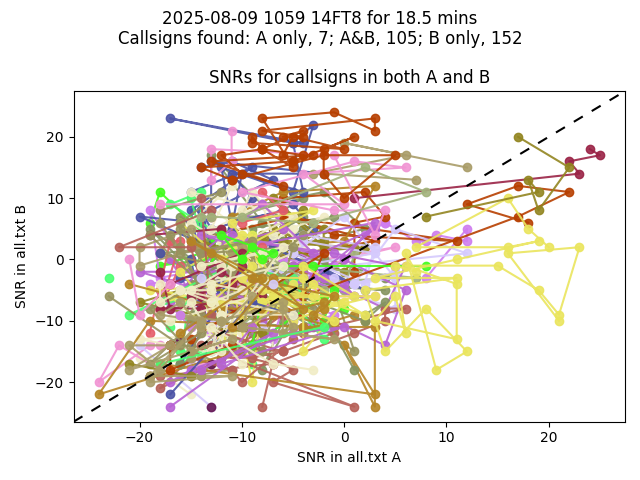 2025-08-09 1059 14FT8 for 18.5 mins
Callsigns found: A only, 7; A&B, 105; B only, 152
SNRs for callsigns in both A and B
SNR in all.txt B
20
10
0
−10
−20
−20
−10
0
10
20
SNR in all.txt A